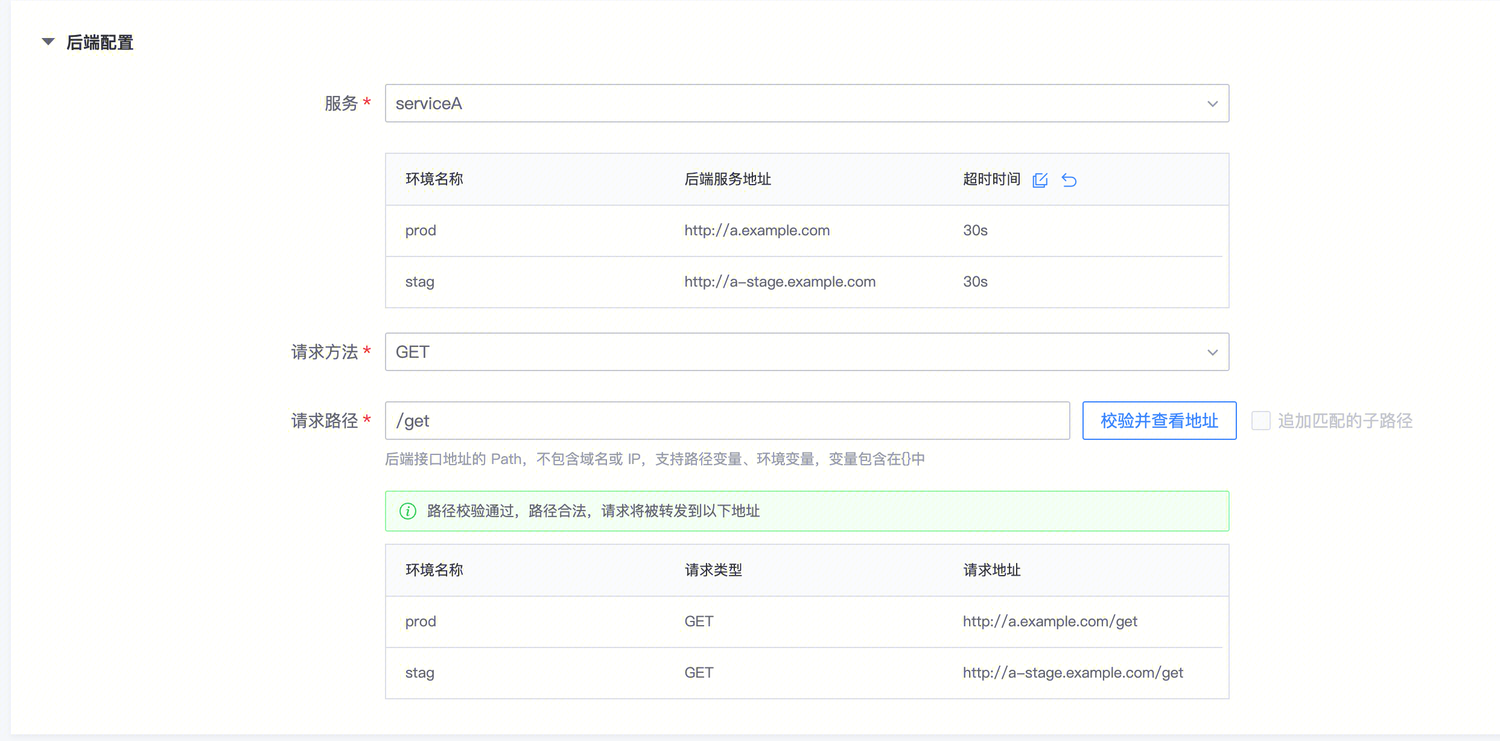 后端配置
服务 * serviceA
环境名称 后端服务地址 超时时间
prod http://a.example.com 30s
stag http://a-stage.example.com 30s
请求方法 * GET
请求路径 * /get 校验并查看地址 追加匹配的子路径
后端接口地址的 Path，不包含域名或 IP，支持路径变量、环境变量，变量包含在{}中
路径校验通过，路径合法，请求将被转发到以下地址
环境名称 请求类型 请求地址
prod GET http://a.example.com/get
stag GET http://a-stage.example.com/get